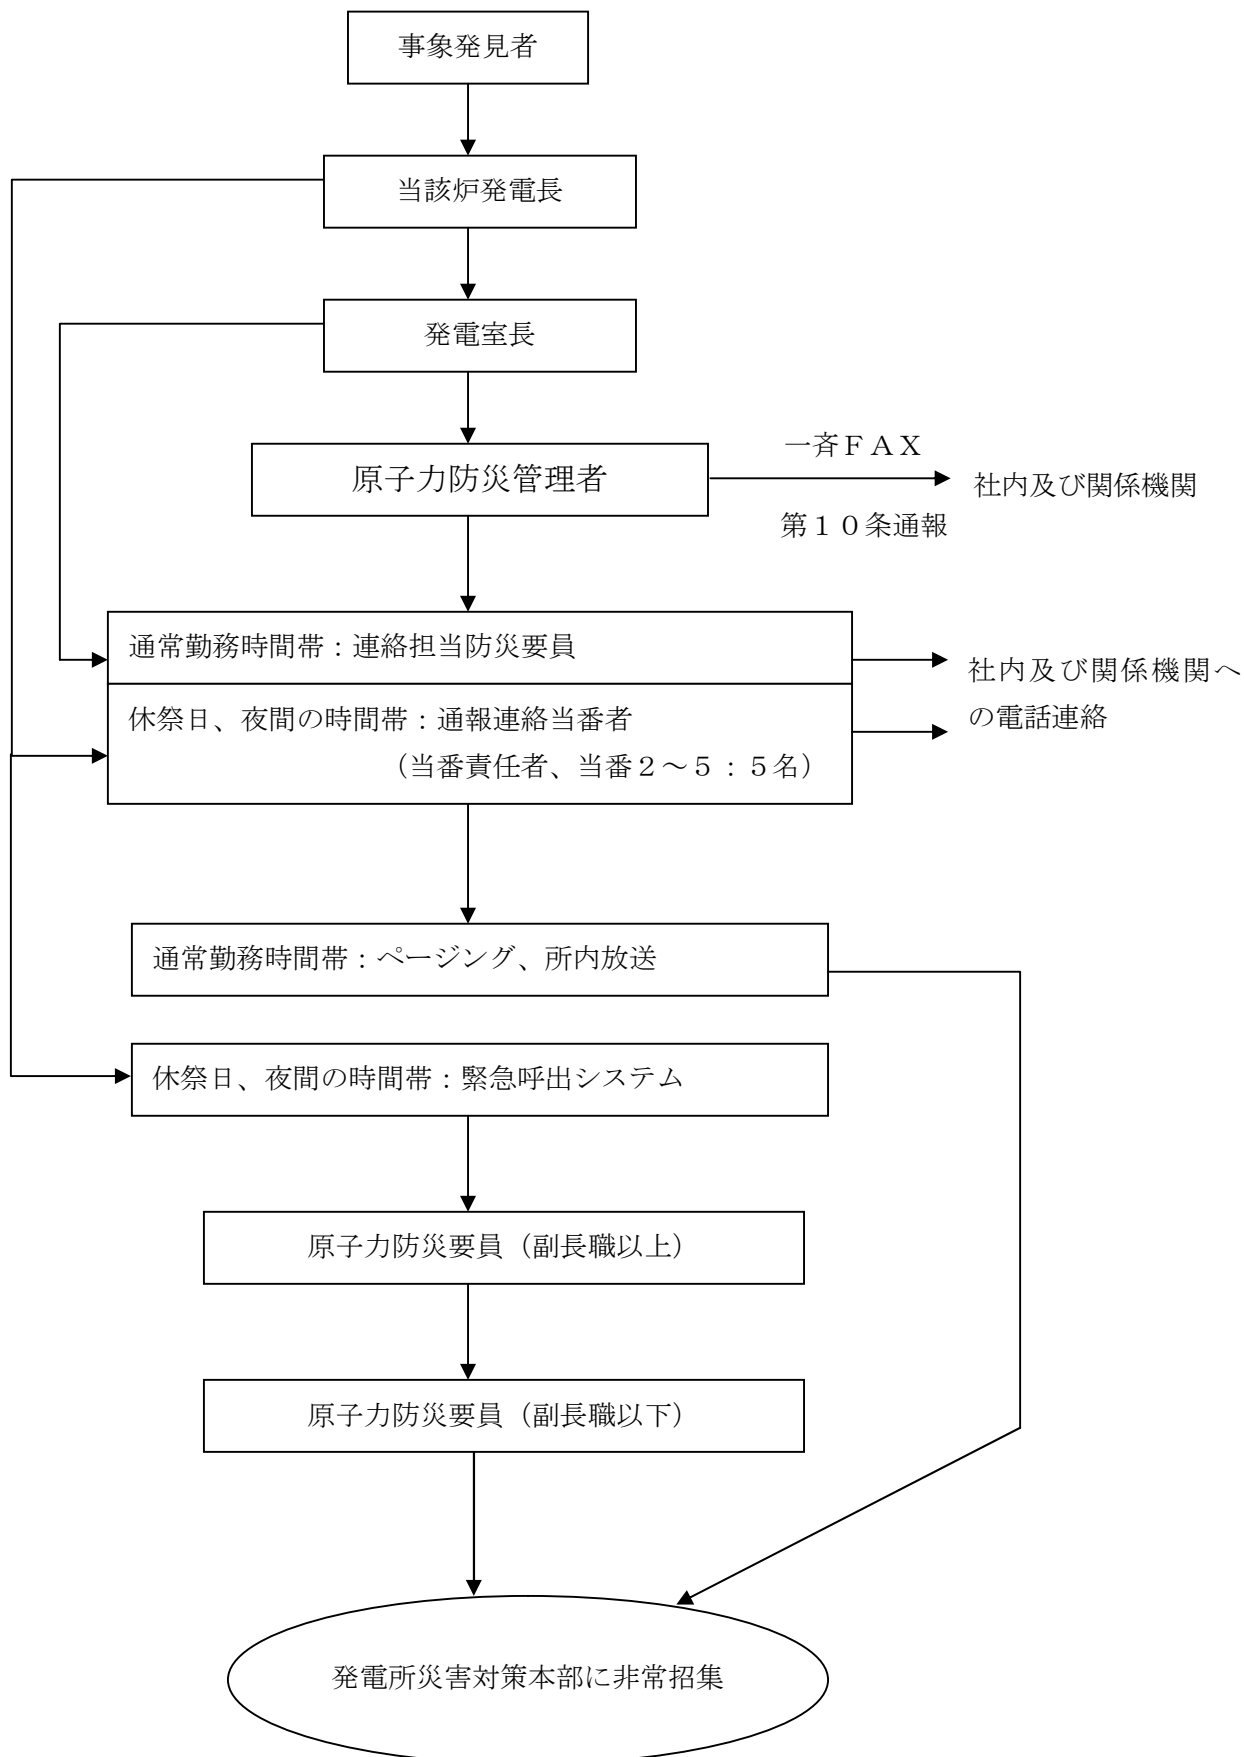 事象発見者
当該炉発電長
発電室長
一斉ＦＡＸ
原子力防災管理者
社内及び関係機関
第１０条通報
通常勤務時間帯：連絡担当防災要員
社内及び関係機関へ
の電話連絡
休祭日、夜間の時間帯：通報連絡当番者
（当番責任者、当番２～５：５名）
通常勤務時間帯：ページング、所内放送
休祭日、夜間の時間帯：緊急呼出システム
原子力防災要員（副長職以上）
原子力防災要員（副長職以下）
発電所災害対策本部に非常招集